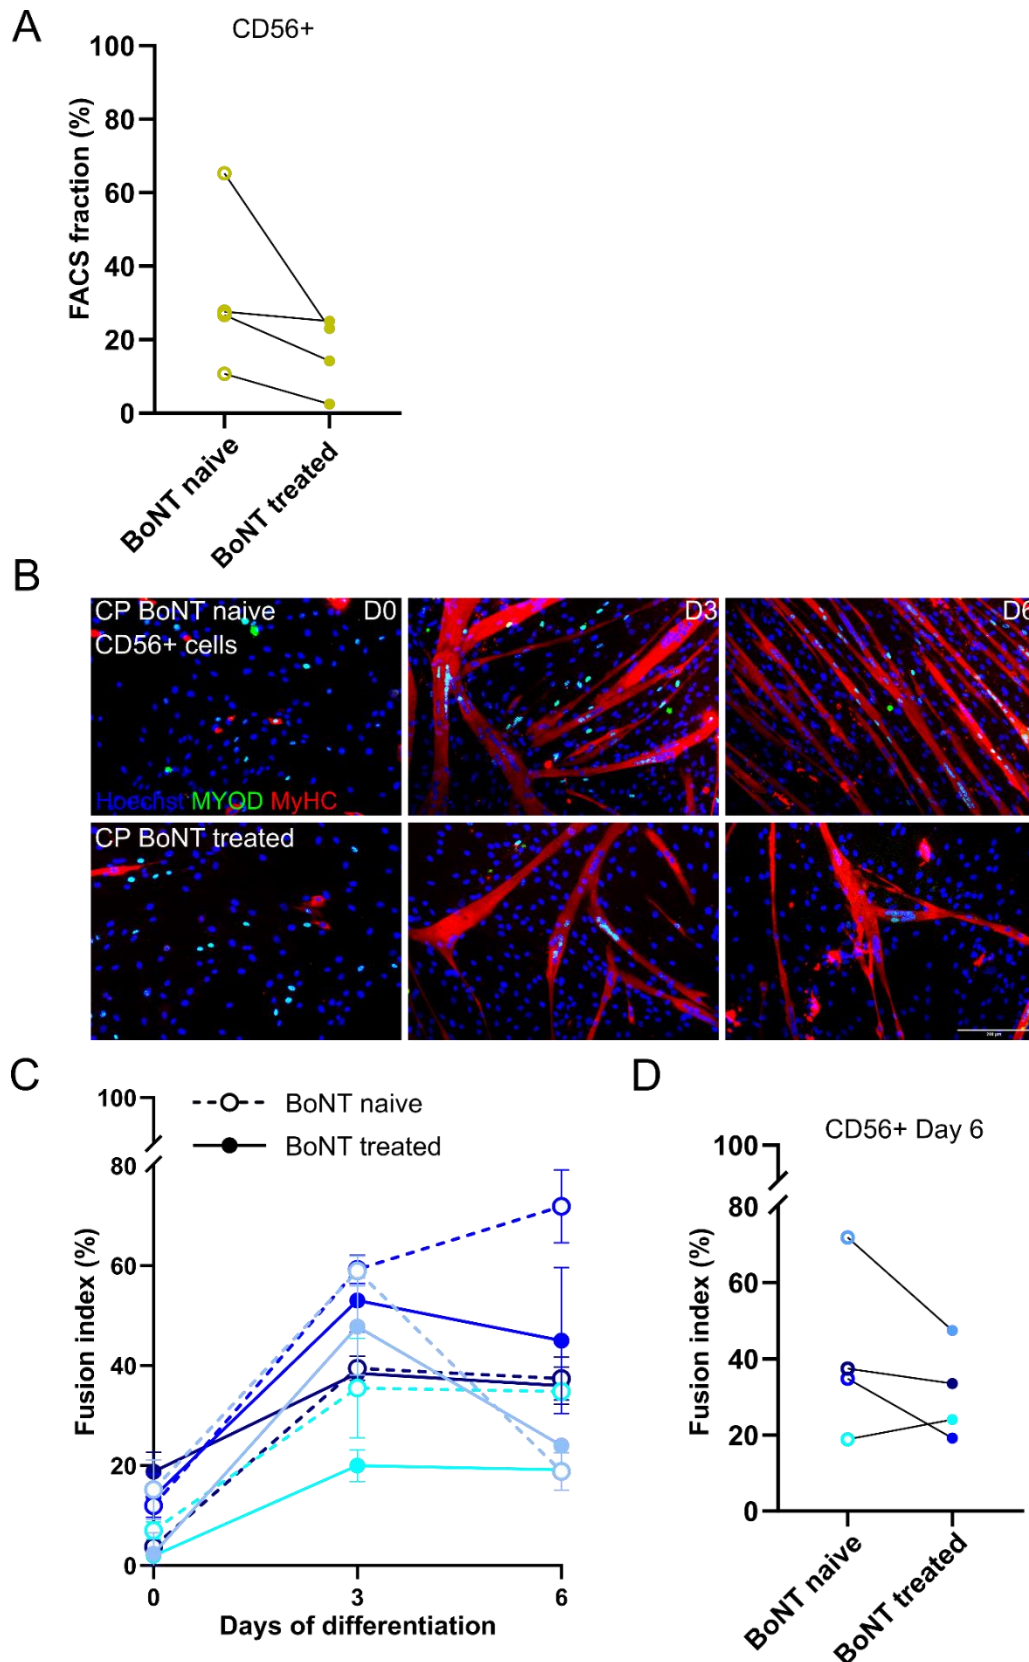 A
CD56+
100
80
60
40
20
0
FACS fraction (%)
BoNT naive
BoNT treated
B
CP BoNT naive
CD56+ cells
D0
D3
D6
Hoechst MYOD MyHC
CP BoNT treated
200 µm
C
BoNT naive
BoNT treated
100
80
60
40
20
0
Fusion index (%)
0 3 6
Days of differentiation
D
CD56+ Day 6
100
80
60
40
20
0
Fusion index (%)
BoNT naive
BoNT treated